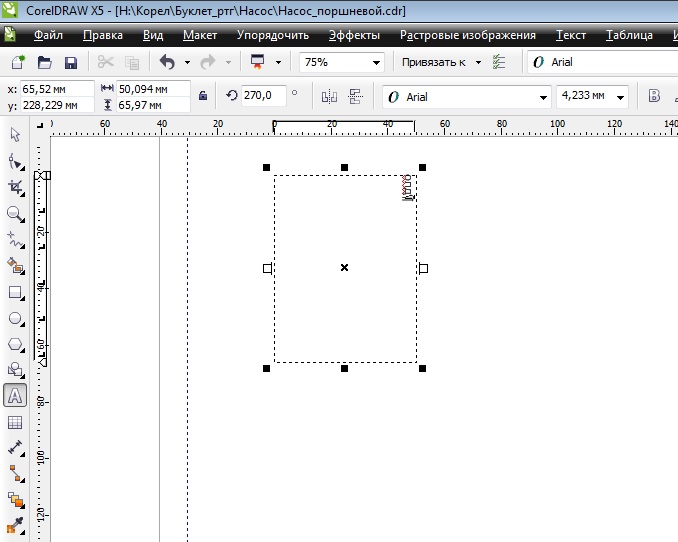 CorelDRAW X5 - [H:\Корел\Буклет_ртг\Насос\Насос_поршневой.cdr]
Файл Правка Вид Макет Упорядочить Эффекты Растровые изображения Текст Таблица
75% Привязать к Arial
x: 65,52 мм 50,094 мм 270,0 ° Arial 4,233 мм B
y: 228,229 мм 65,97 мм
80 60 40 20 0 20 40 60 80 100 120 140
20
40
60
80
100
120